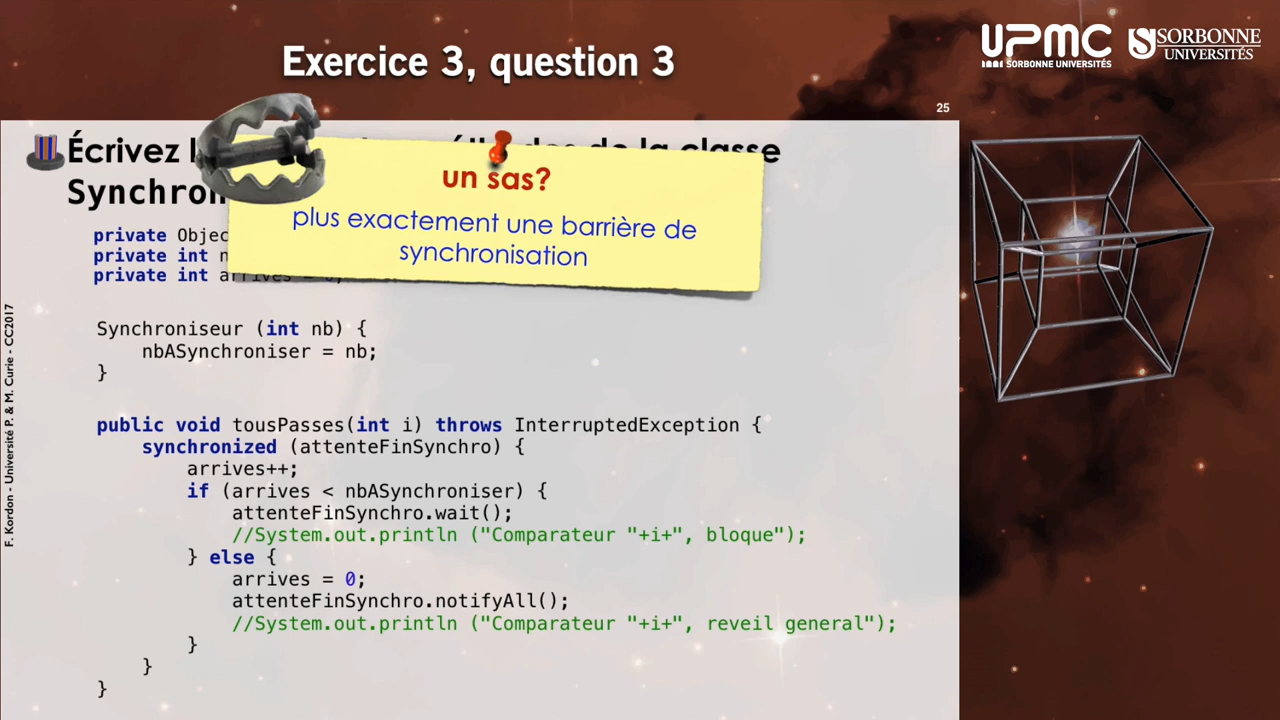 Exercice 3, question 3
UPMC
SORBONNE UNIVERSITÉS
SORBONNE
UNIVERSITÉS
25
Écrivez de la classe
un sas?
plus exactement une barrière de
synchronisation
private
private int
private int
Synchroniseur (int nb) {
nbASynchroniser = nb;
}
public void tousPasses(int i) throws InterruptedException {
synchronized (attenteFinSynchro) {
arrives++;
if (arrives < nbASynchroniser) {
attenteFinSynchro.wait();
//System.out.println ("Comparateur "+i+", bloque");
} else {
arrives = 0;
attenteFinSynchro.notifyAll();
//System.out.println ("Comparateur "+i+", reveil general");
}
}
}
F. Kordon - Université P. & M. Curie - CC2017